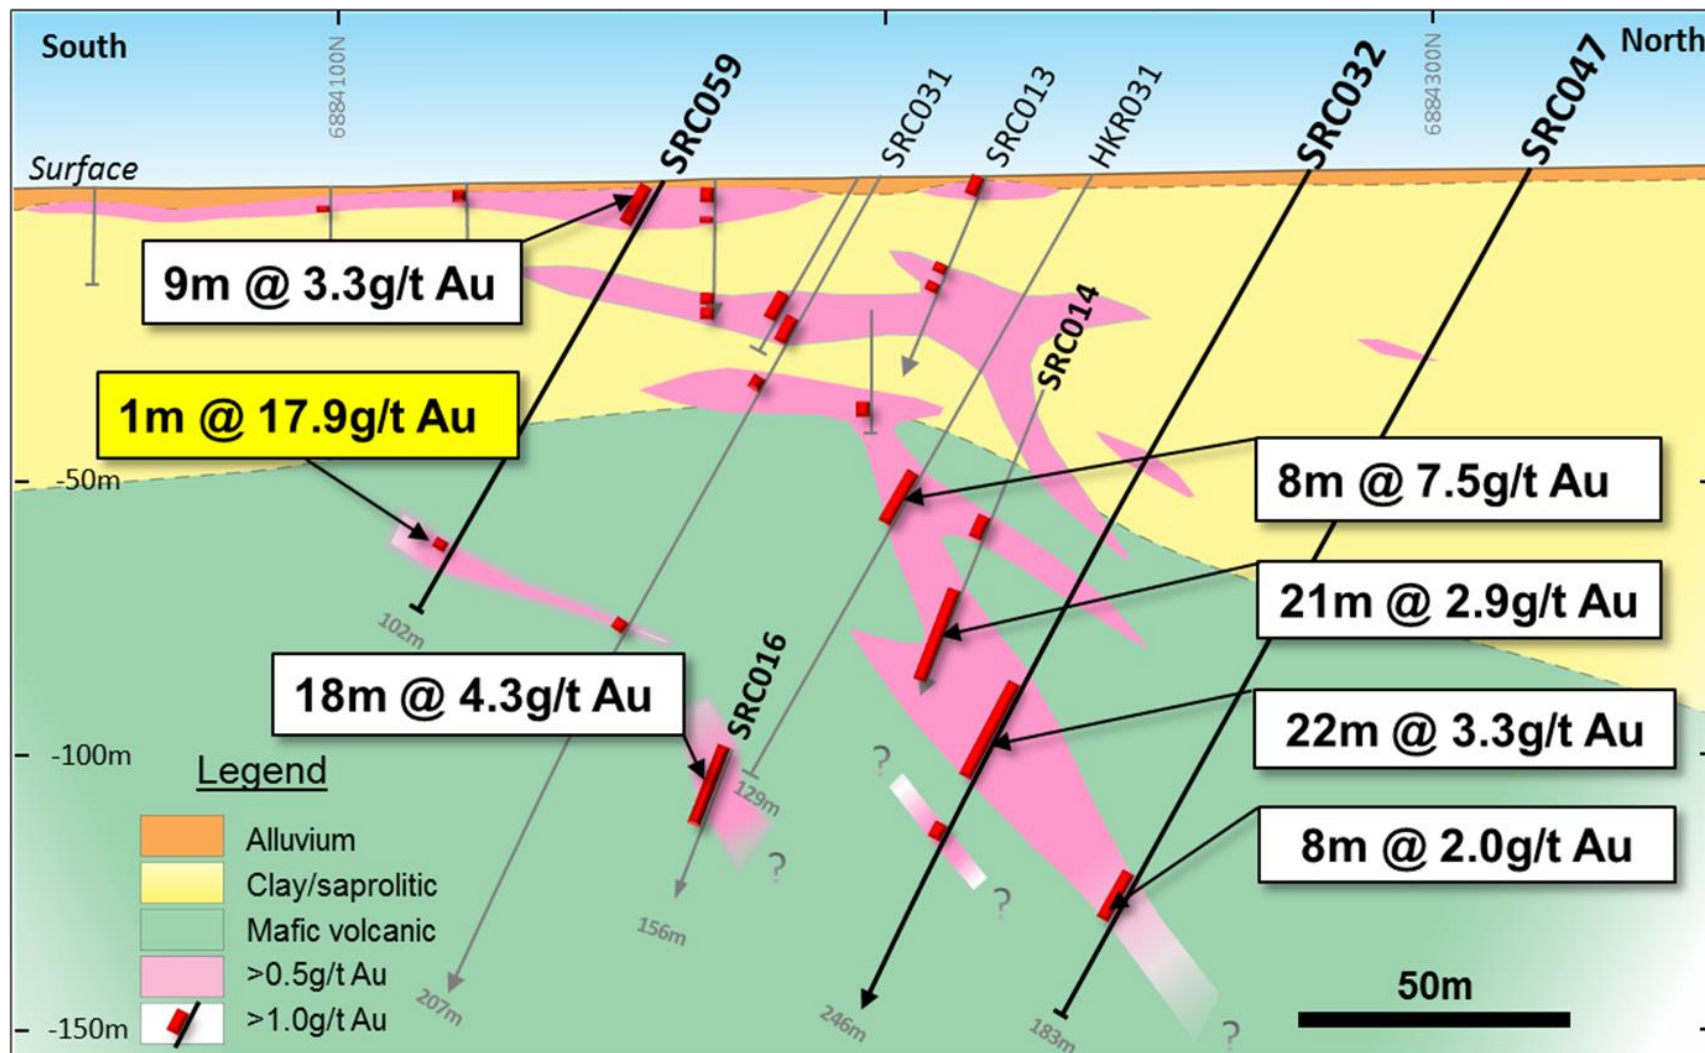 South
North
6884100N
6884300N
SRC059
SRC031
SRC013
HKR031
SRC032
SRC047
Surface
9m @ 3.3g/t Au
SRC014
1m @ 17.9g/t Au
-50m
8m @ 7.5g/t Au
21m @ 2.9g/t Au
102m
SRC016
18m @ 4.3g/t Au
22m @ 3.3g/t Au
-100m
?
129m
Legend
8m @ 2.0g/t Au
Alluvium
?
Clay/saprolitic
?
Mafic volcanic
156m
>0.5g/t Au
50m
207m
>1.0g/t Au
246m
183m
?
-150m